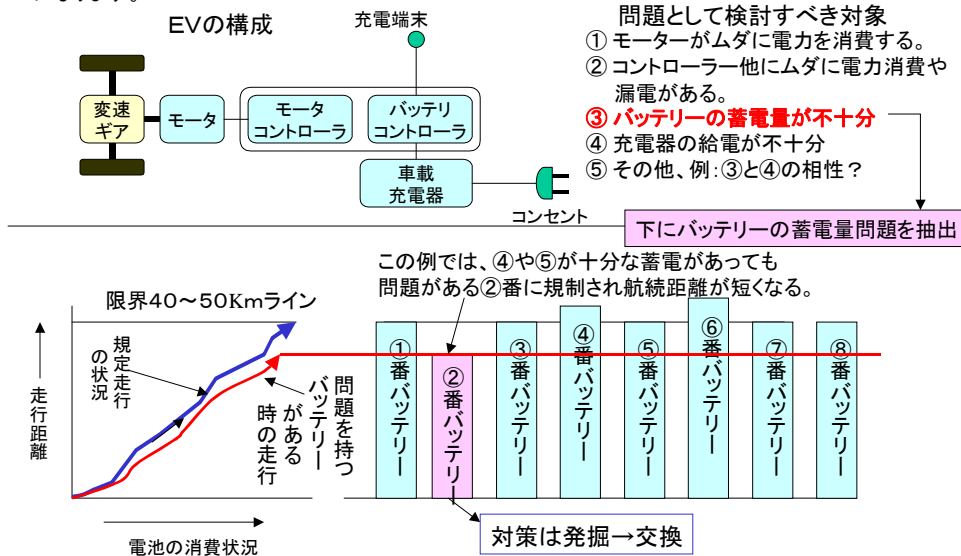 EVの構成
充電端末
変速
ギア
モータ
モータ
コントローラ
バッテリ
コントローラ
車載
充電器
コンセント
問題として検討すべき対象
① モーターがムダに電力を消費する。
② コントローラー他にムダに電力消費や
漏電がある。
③ バッテリーの蓄電量が不十分
④ 充電器の給電が不十分
⑤ その他、例：③と④の相性？
下にバッテリーの蓄電量問題を抽出
この例では、④や⑤が十分な蓄電があっても
問題がある②番に規制され航続距離が短くなる。
限界40～50Kmライン
走行距離
規定走行
の状況
問題を持つ
バッテリー
がある
時の走行
電池の消費状況
①番バッテリー
②番バッテリー
③番バッテリー
④番バッテリー
⑤番バッテリー
⑥番バッテリー
⑦番バッテリー
⑧番バッテリー
対策は発掘→交換